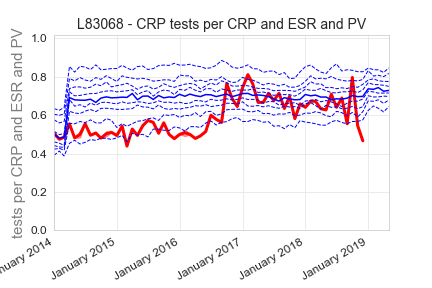 L83068 - CRP tests per CRP and ESR and PV
tests per CRP and ESR and PV
1.0
0.8
0.6
0.4
0.2
0.0
nuary 2014
January 2015
January 2016
January 2017
January 2018
January 2019